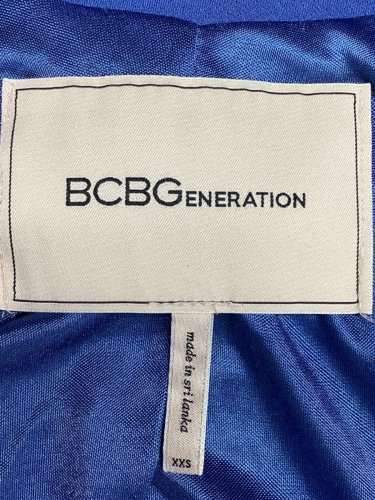 BCBGENERATION
made in sri lanka
XXS